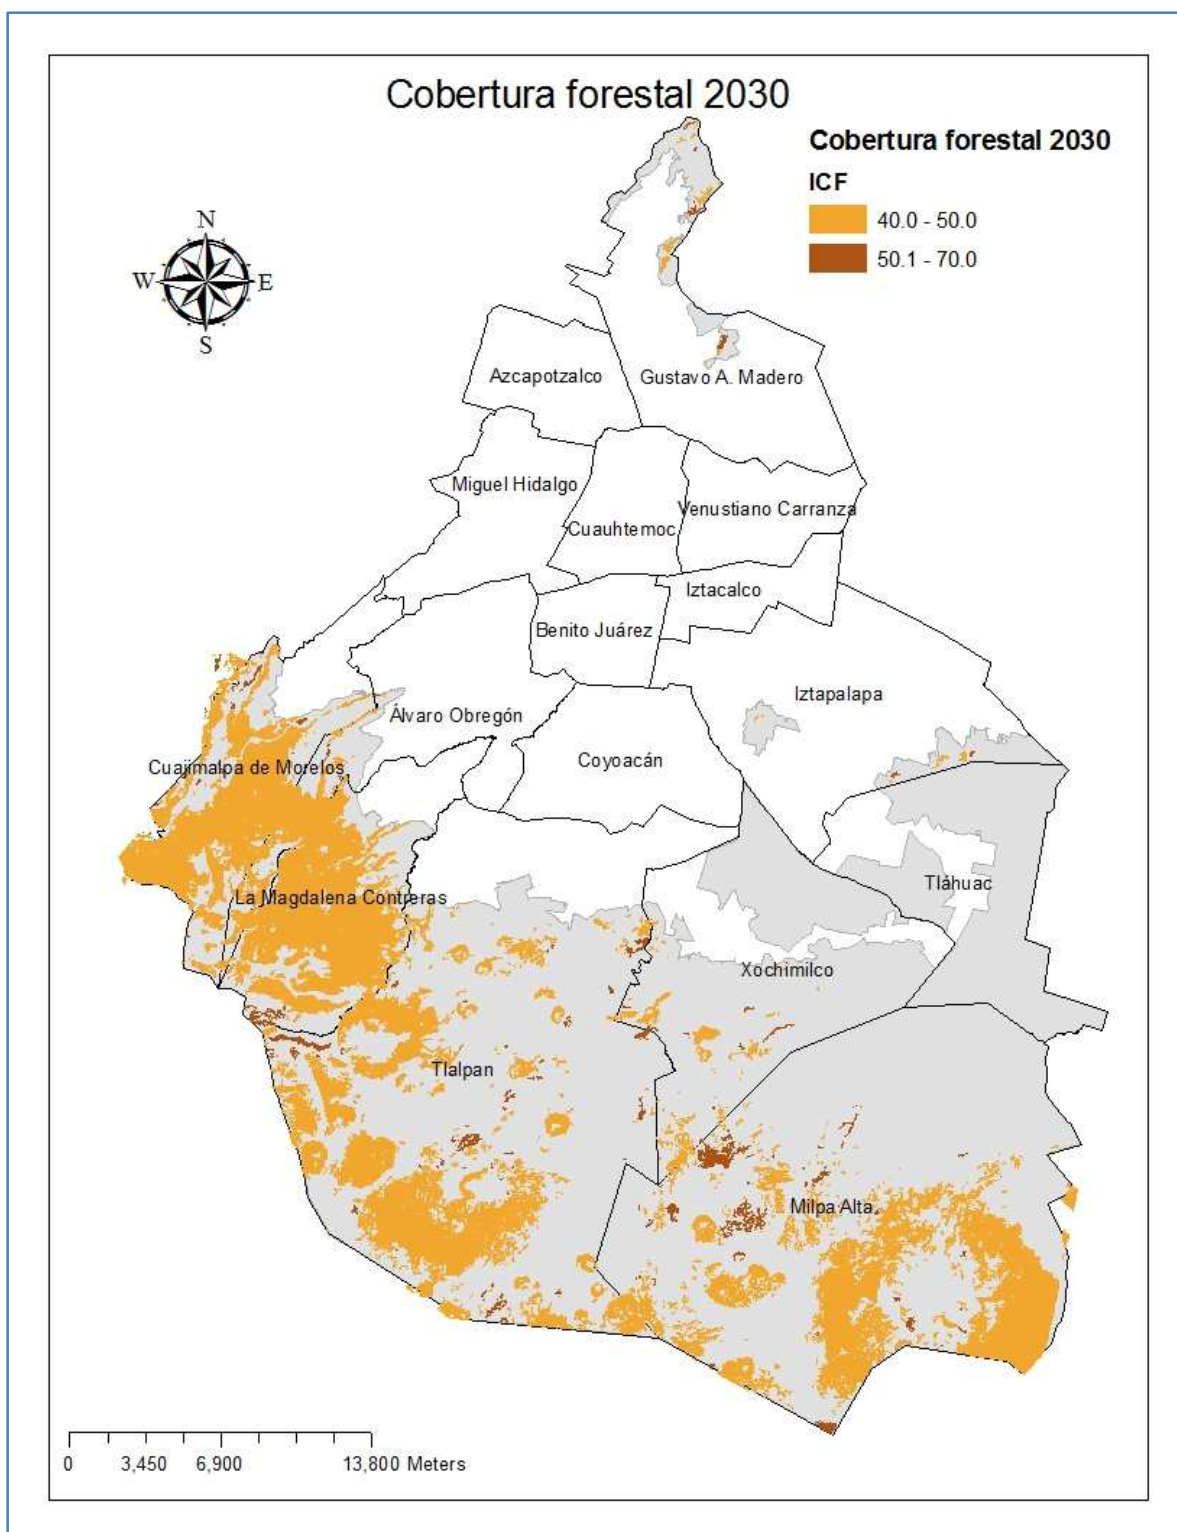 Cobertura forestal 2030
Cobertura forestal 2030
ICF
40.0 - 50.0
50.1 - 70.0
N
W
E
S
Azcapotzalco
Gustavo A. Madero
Miguel Hidalgo
Venustiano Carranza
Cuauhtemoc
Iztacalco
Benito Juárez
Iztapalapa
Álvaro Obregón
Coyoacán
Cuajimalpa de Morelos
Tláhuac
La Magdalena Contreras
Xochimilco
Tlalpan
Milpa Alta
0 3,450 6,900 13,800 Meters